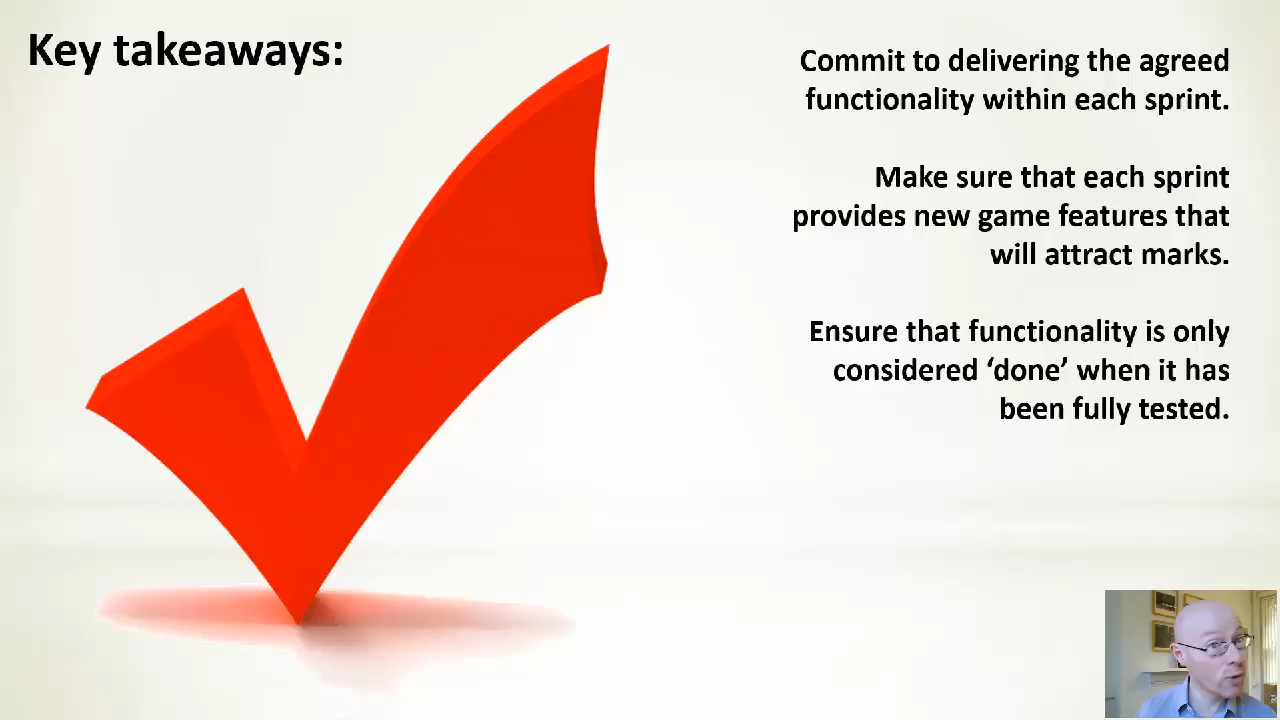 Key takeaways:
Commit to delivering the agreed
functionality within each sprint.
Make sure that each sprint
provides new game features that
will attract marks.
Ensure that functionality is only
considered ‘done’ when it has
been fully tested.